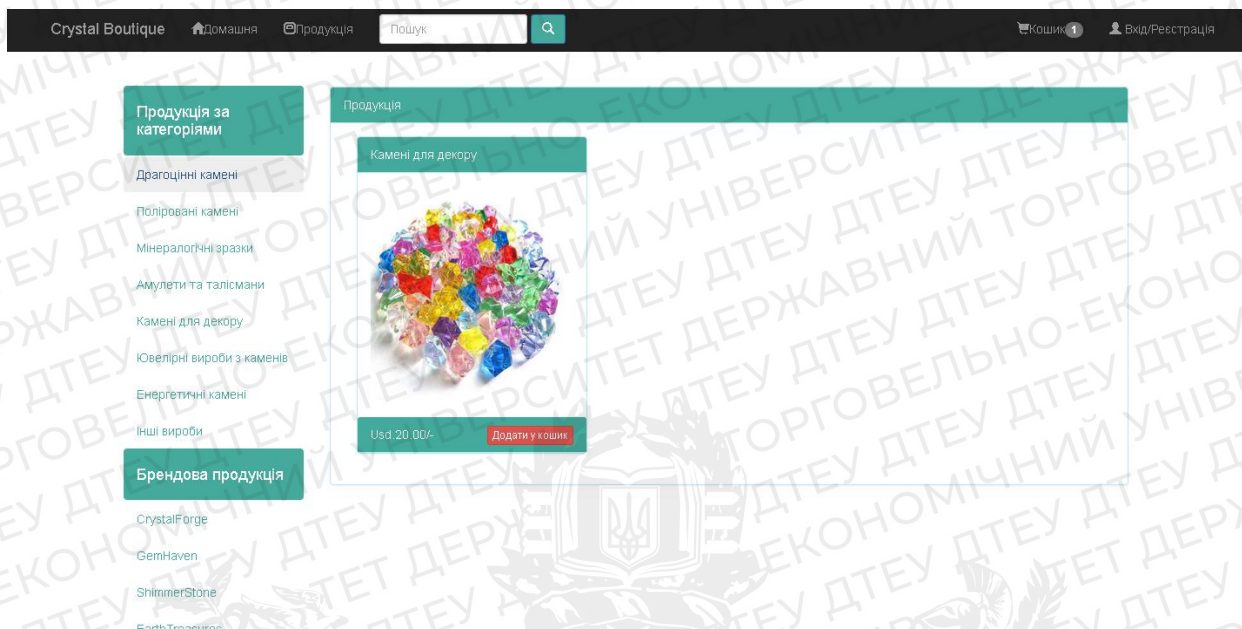 Crystal Boutique Домашня Продукція Пошук Кошик 1 Вхід/Реєстрація
Продукція за
категоріями
Драгоцінні камені
Поліровані камені
Мінералогічні зразки
Амулети та талісмани
Камені для декору
Ювелірні вироби з каменів
Енергетичні камені
Інші вироби
Брендова продукція
CrystalForge
GemHaven
ShimmerStone
EarthTreasures
Продукція
Камені для декору
Usd.20.00/- Додати у кошик